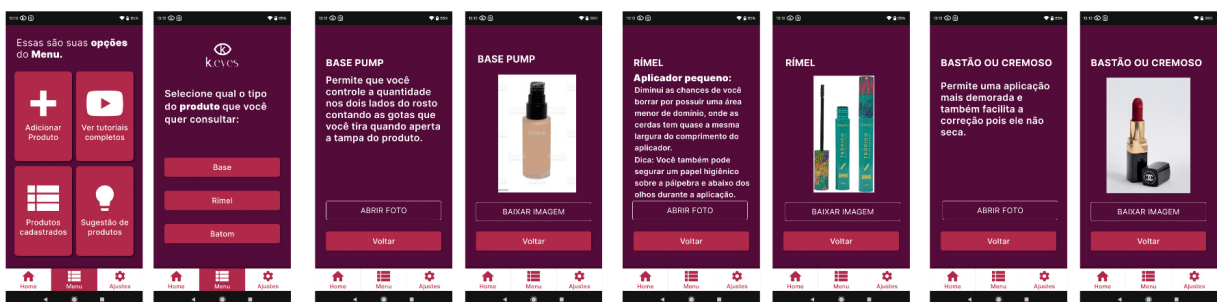 Essas são suas opções
do Menu.
Adicionar
Produto
Ver tutoriais
completos
Produtos
cadastrados
Sugestão de
produtos
Home
Menu
Ajustes
k.eyes
Selecione qual o tipo
do produto que você
quer consultar:
Base
Rímel
Batom
Home
Menu
Ajustes
BASE PUMP
Permite que você
controle a quantidade
nos dois lados do rosto
contando as gotas que
você tira quando aperta
a tampa do produto.
ABRIR FOTO
Voltar
Home
Menu
Ajustes
BASE PUMP
BAIXAR IMAGEM
Voltar
Home
Menu
Ajustes
RÍMEL
Aplicador pequeno:
Diminui as chances de você
borrar por possuir uma área
menor de domínio, onde as
cerdas tem quase a mesma
largura do comprimento do
aplicador.
Dica: Você também pode
segurar um papel higiênico
sobre a pálpebra e abaixo dos
olhos durante a aplicação.
ABRIR FOTO
Voltar
Home
Menu
Ajustes
RÍMEL
TRÓPICO
TRÓPICO
BAIXAR IMAGEM
Voltar
Home
Menu
Ajustes
BASTÃO OU CREMOSO
Permite uma aplicação
mais demorada e
também facilita a
correção pois ele não
seca.
ABRIR FOTO
Voltar
Home
Menu
Ajustes
BASTÃO OU CREMOSO
BAIXAR IMAGEM
Voltar
Home
Menu
Ajustes